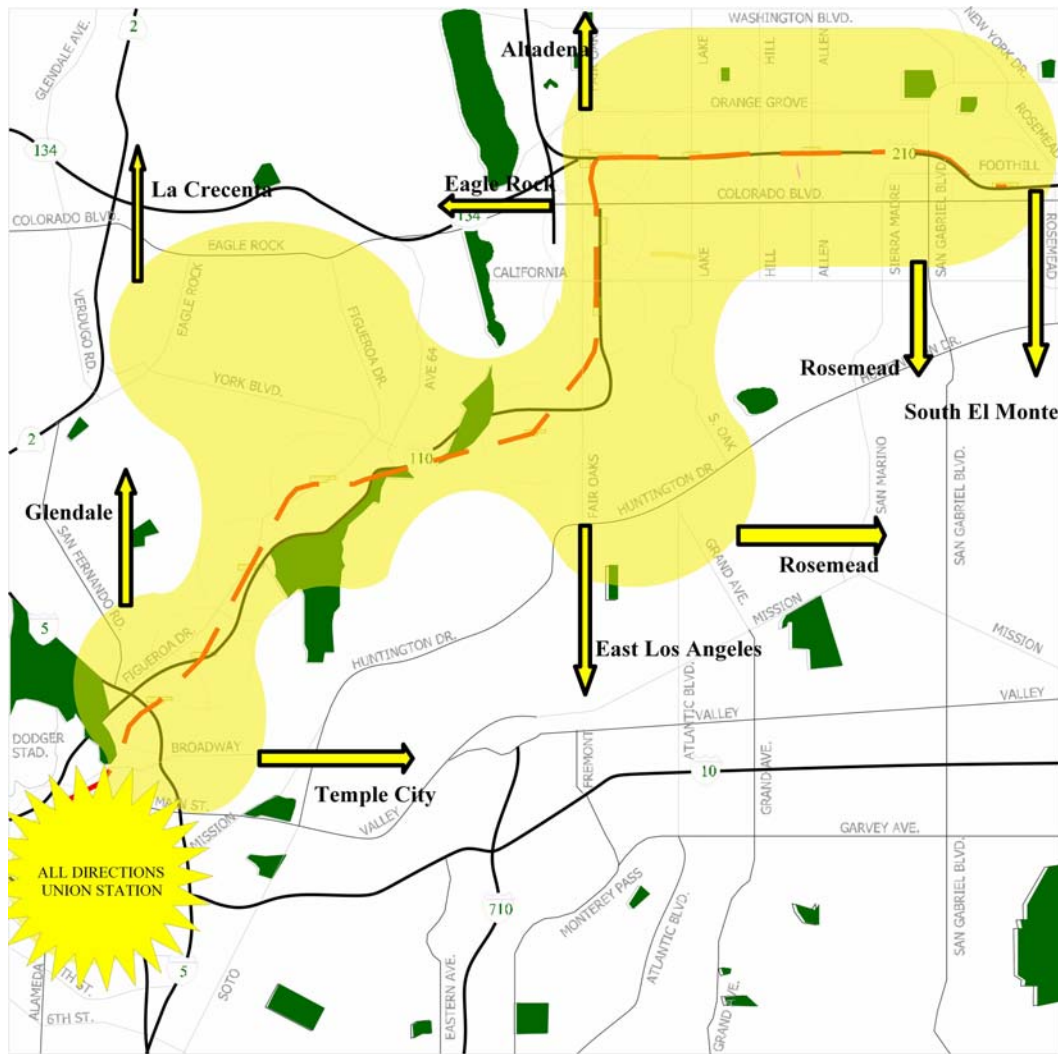 2
GLENDALE AVE.
WASHINGTON BLVD.
NEW YORK DR.
Altadena
FAIR OAKS
LAKE
HILL
ALLEN
ORANGE GROVE
ROSEMEAD
134
210
FOOTHILL
La Crecenta
Eagle Rock
134
COLORADO BLVD.
COLORADO BLVD.
EAGLE ROCK
CALIFORNIA
LAKE
HILL
ALLEN
SIERRA MADRE
SAN GABRIEL BLVD.
ROSEMEAD
VERDUGO RD.
EAGLE ROCK
FIGUEROA DR.
AVE 64
YORK BLVD.
HUNTINGTON DR.
Rosemead
South El Monte
2
110
S. OAK
FAIR OAKS
HUNTINGTON DR.
SAN MARINO
SAN GABRIEL BLVD.
Glendale
SAN FERNANDO RD.
GRAND AVE.
Rosemead
MISSION
MISSION
5
FIGUEROA DR.
HUNTINGTON DR.
East Los Angeles
ATLANTIC BLVD.
VALLEY
VALLEY
DODGER
STAD.
BROADWAY
FREMONT
GRAND AVE.
10
Temple City
MAIN ST.
MISSION
VALLEY
GARVEY AVE.
ALL DIRECTIONS
UNION STATION
710
MONTEREY PASS
ATLANTIC BLVD.
SAN GABRIEL BLVD.
5
SOTO
ALAMEDA
TH ST.
6TH ST.
EASTERN AVE.
GRAND AVE.